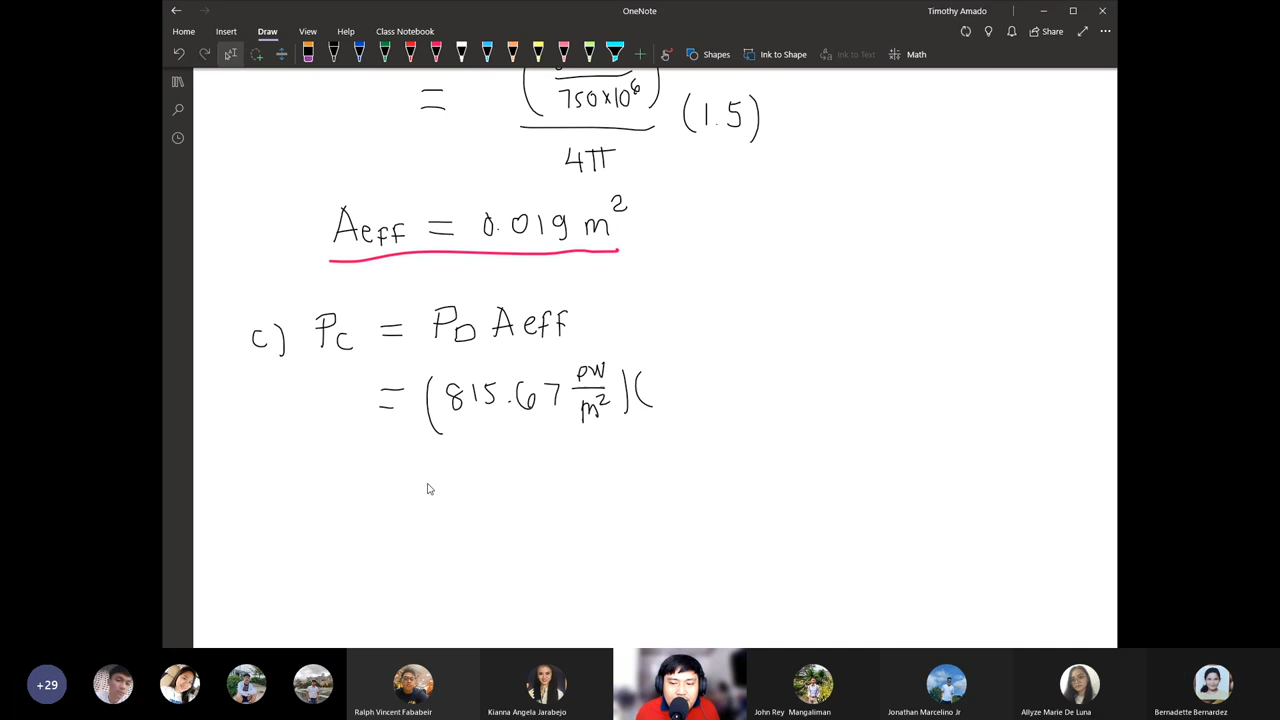 OneNote
Timothy Amado
Home Insert Draw View Help Class Notebook
Share
Shapes Ink to Shape Ink to Text Math
= ( 750×10⁶ ) (1.5)
4π
Aeff = 0.019 m²
c) Pc = PD Aeff
= (815.67 pW/m²)(
+29
Ralph Vincent Fababeir
Kianna Angela Jarabejo
John Rey Mangaliman
Jonathan Marcelino Jr
Allyze Marie De Luna
Bernadette Bernardez